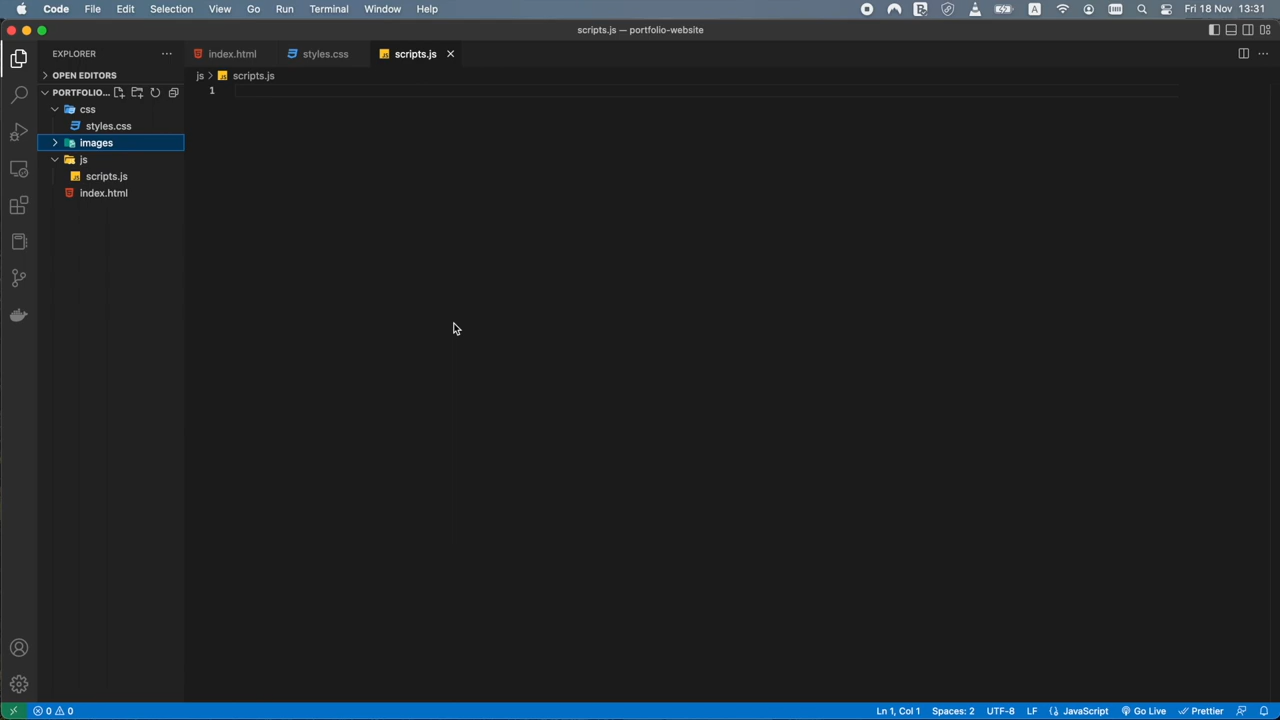 Code File Edit Selection View Go Run Terminal Window Help A Fri 18 Nov 13:31
scripts.js — portfolio-website
EXPLORER
index.html styles.css JS scripts.js
OPEN EDITORS
js > JS scripts.js
PORTFOLIO...
1
css
styles.css
images
js
JS scripts.js
index.html
0 0 Ln 1, Col 1 Spaces: 2 UTF-8 LF {} JavaScript Go Live Prettier